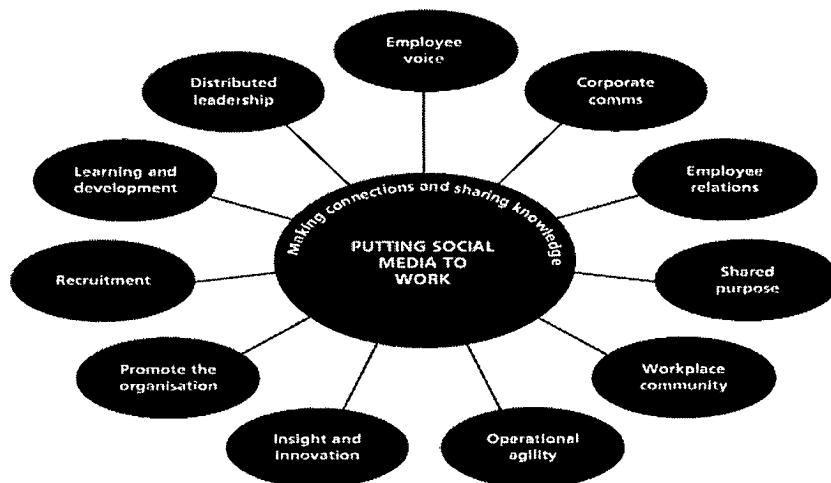 Employee
voice
Distributed
leadership
Corporate
comms
Learning and
development
Employee
relations
Making connections and sharing knowledge
PUTTING SOCIAL
MEDIA TO
WORK
Recruitment
Shared
purpose
Promote the
organisation
Workplace
community
Insight and
innovation
Operational
agility